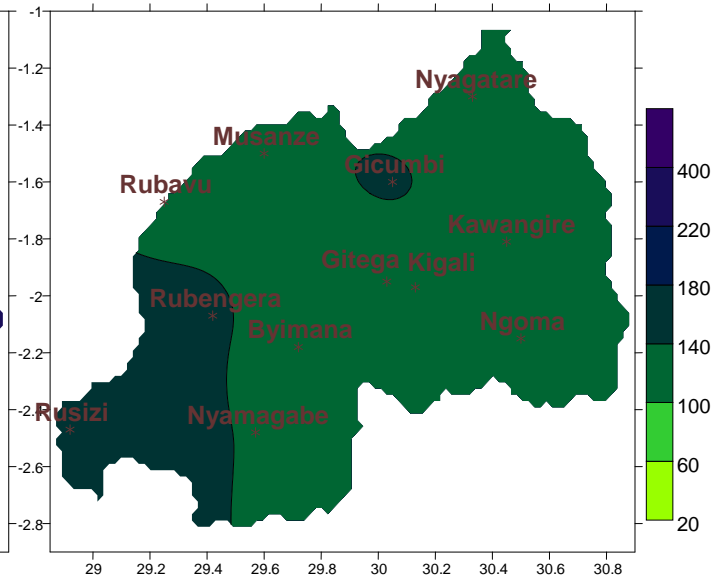 -1
-1.2
-1.4
-1.6
-1.8
-2
-2.2
-2.4
-2.6
-2.8
29
29.2
29.4
29.6
29.8
30
30.2
30.4
30.6
30.8
Nyagatare
Musanze
Gicumbi
Rubavu
Kawangire
Gitega
Kigali
Rubengera
Byimana
Ngoma
Rusizi
Nyamagabe
400
220
180
140
100
60
20